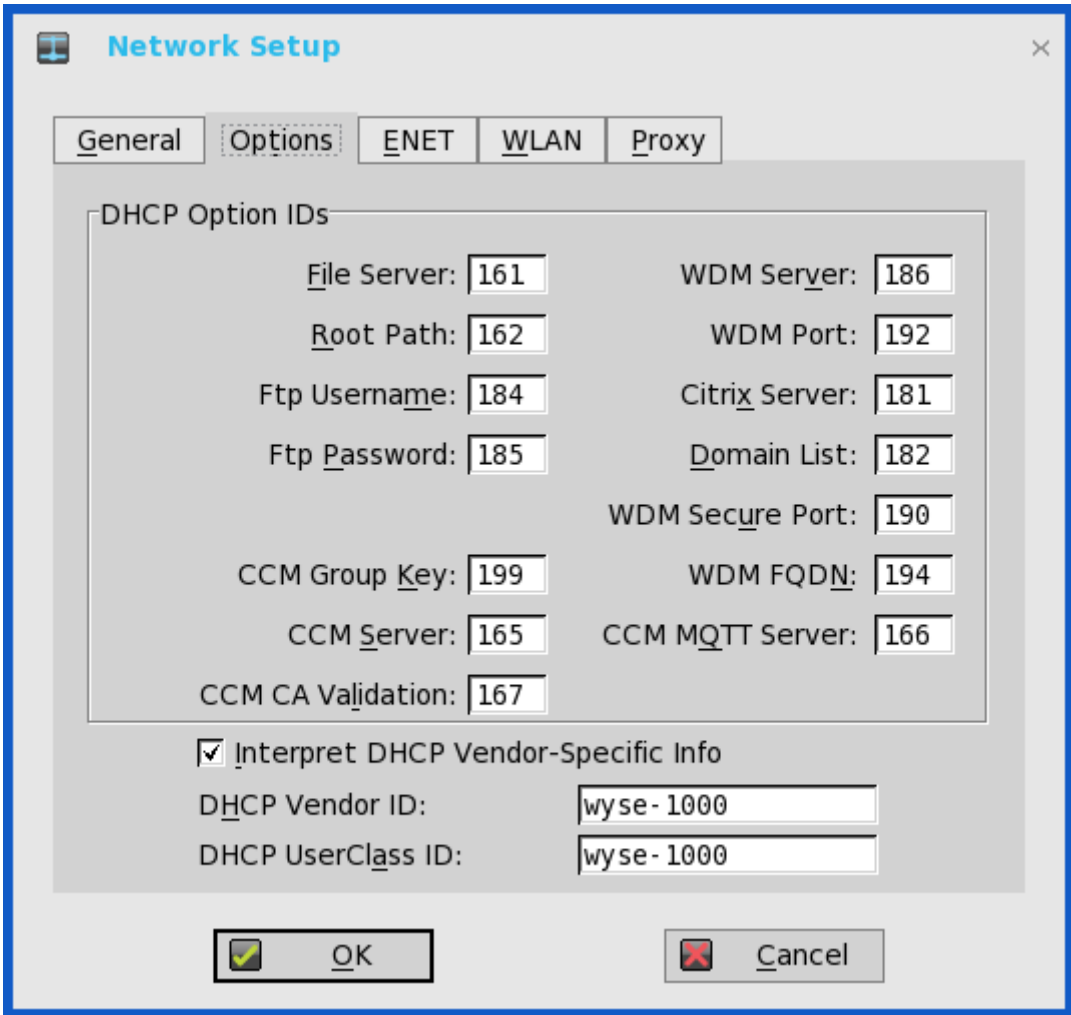 Network Setup
General Options ENET WLAN Proxy
DHCP Option IDs
File Server: 161 WDM Server: 186
Root Path: 162 WDM Port: 192
Ftp Username: 184 Citrix Server: 181
Ftp Password: 185 Domain List: 182
WDM Secure Port: 190
CCM Group Key: 199 WDM FQDN: 194
CCM Server: 165 CCM MQTT Server: 166
CCM CA Validation: 167
Interpret DHCP Vendor-Specific Info
DHCP Vendor ID: wyse-1000
DHCP UserClass ID: wyse-1000
OK Cancel